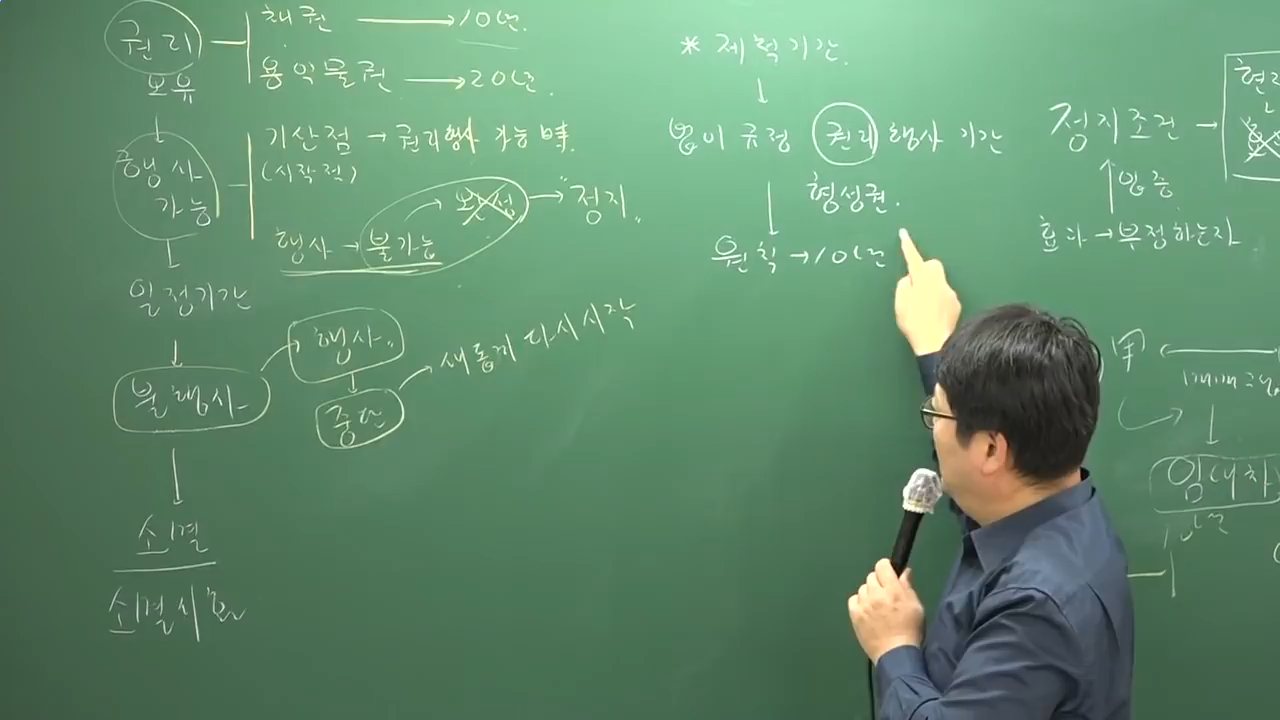 권리
보유
채권 → 10년.
용익물권 → 20년.
행사
가능
기산점 → 권리행사 가능 時.
(시작점)
행사 → 불가능 → → "정지"
일정기간
불행사
행사
중단 → 새롭게 다시 시작
소멸
소멸시효
* 제척기간.
↓
법이 규정 권리 행사 기간
형성권.
원칙 → 10년
정지조건 →
↑ 입증
효과 → 부정하는자
甲
임대차
10년